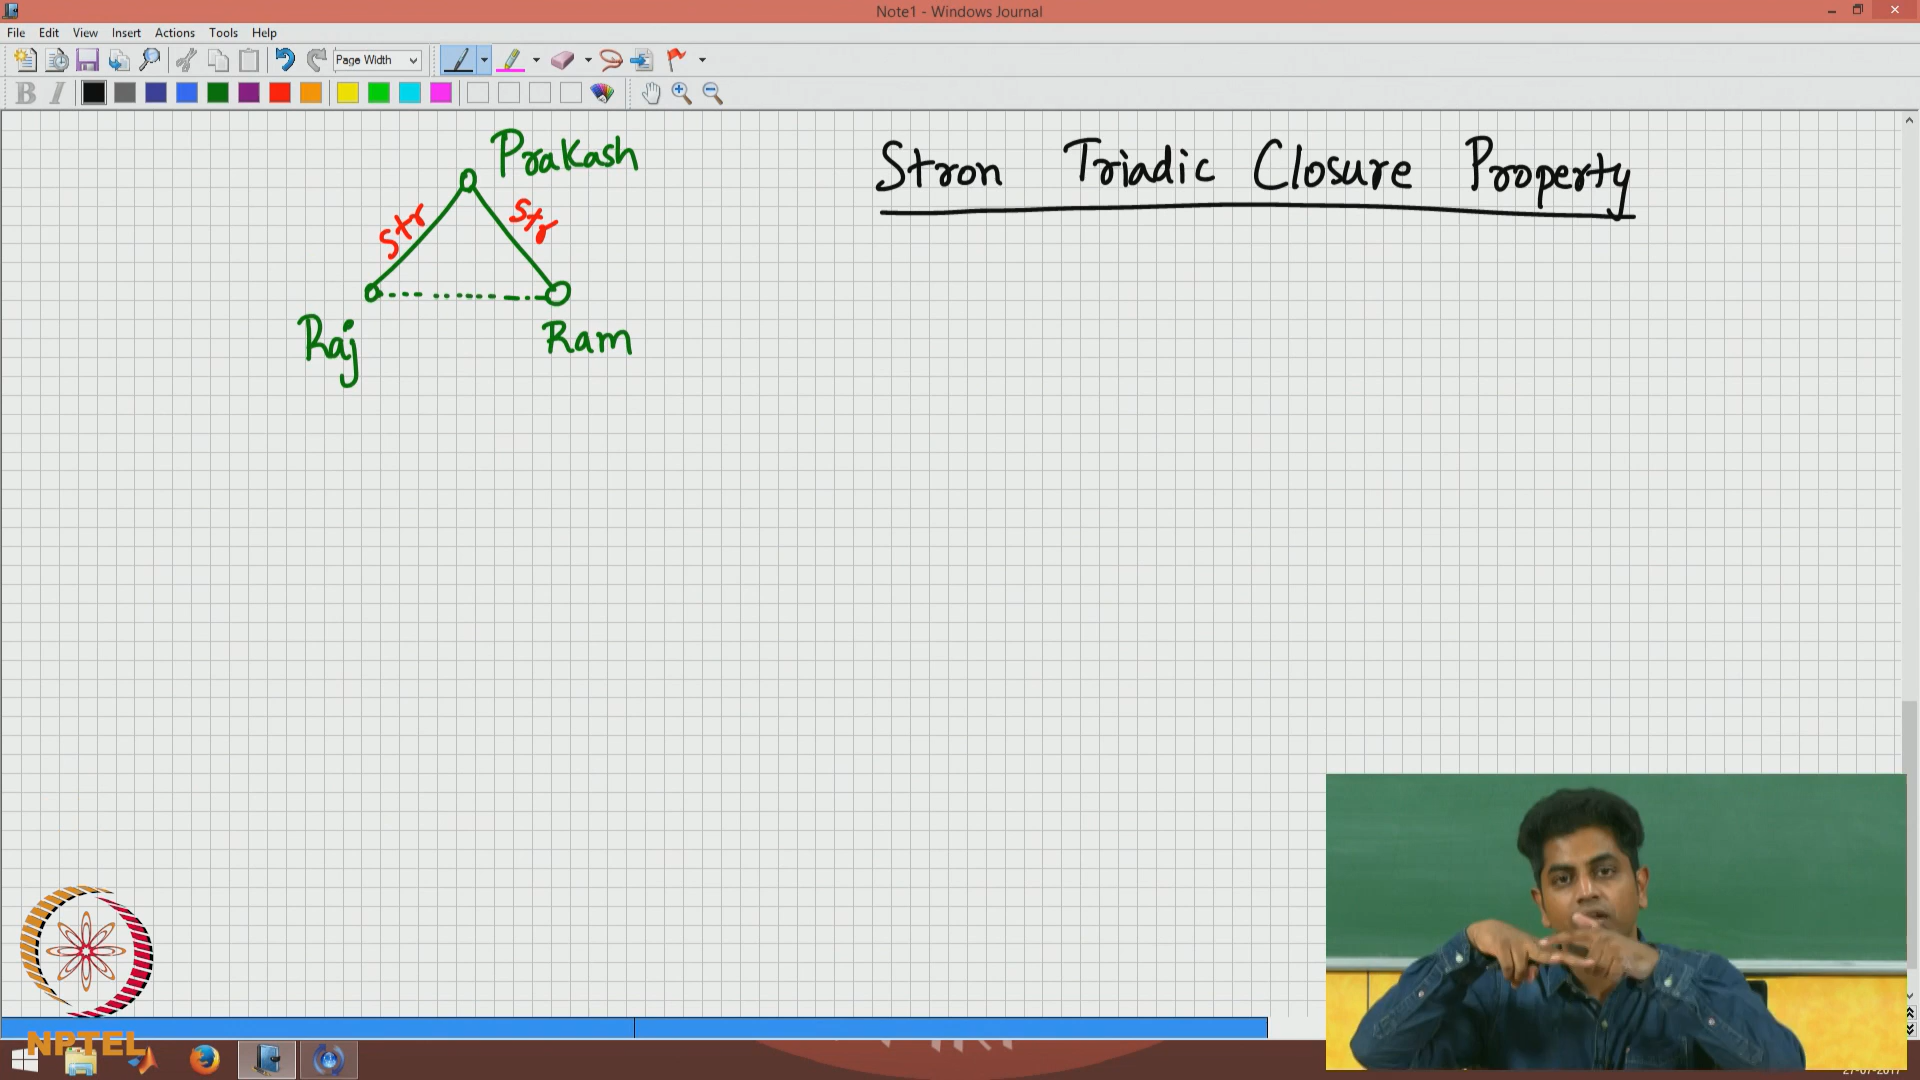 Note1 - Windows Journal
File Edit View Insert Actions Tools Help
Page Width
B I
Prakash
Stron Triadic Closure Property
Str
Str
Raj
Ram
NPTEL